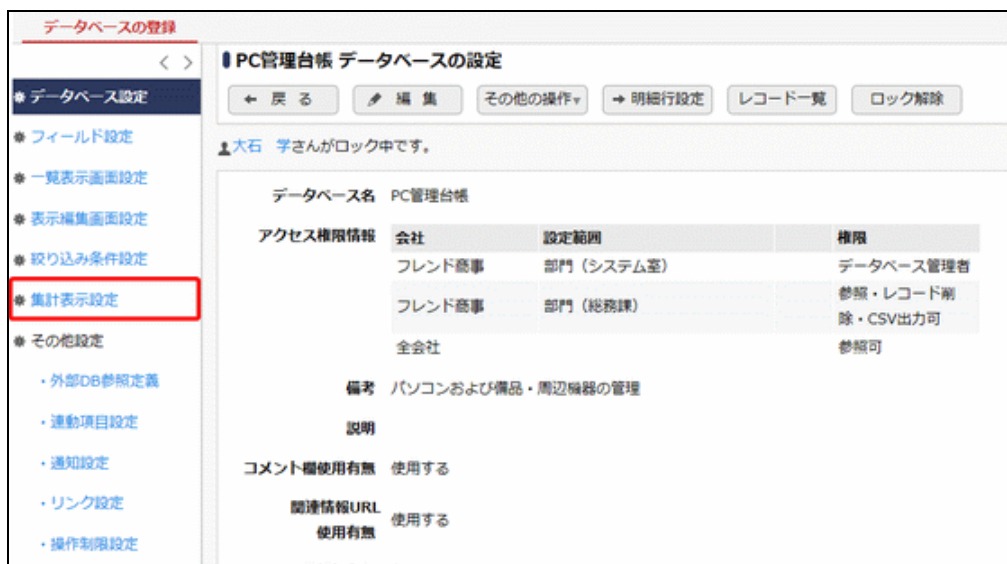 データベースの登録
< >
データベース設定
フィールド設定
一覧表示画面設定
表示編集画面設定
絞り込み条件設定
集計表示設定
その他設定
・外部DB参照定義
・連動項目設定
・通知設定
・リンク設定
・操作制限設定
PC管理台帳 データベースの設定
← 戻 る 編 集 その他の操作▼ → 明細行設定 レコード一覧 ロック解除
大石 学さんがロック中です。
データベース名 PC管理台帳
アクセス権限情報 会社 設定範囲 権限
フレンド商事 部門（システム室） データベース管理者
フレンド商事 部門（総務課） 参照・レコード削
除・CSV出力可
全会社 参照可
備考 パソコンおよび備品・周辺機器の管理
説明
コメント欄使用有無 使用する
関連情報URL
使用有無 使用する